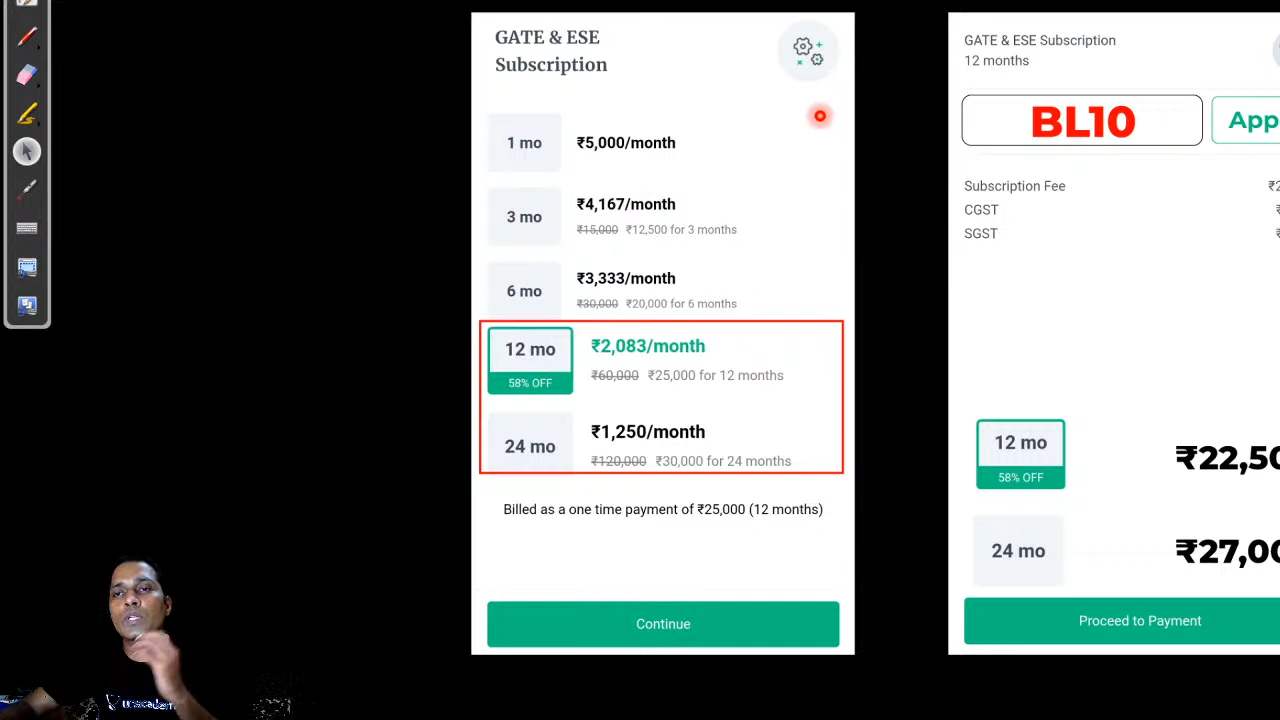 GATE & ESE
Subscription
1 mo
₹5,000/month
3 mo
₹4,167/month
₹15,000 ₹12,500 for 3 months
6 mo
₹3,333/month
₹30,000 ₹20,000 for 6 months
12 mo
58% OFF
₹2,083/month
₹60,000 ₹25,000 for 12 months
24 mo
₹1,250/month
₹120,000 ₹30,000 for 24 months
Billed as a one time payment of ₹25,000 (12 months)
Continue
GATE & ESE Subscription
12 months
BL10
App
Subscription Fee ₹2
CGST ₹
SGST ₹
12 mo
58% OFF
₹22,50
24 mo
₹27,00
Proceed to Payment